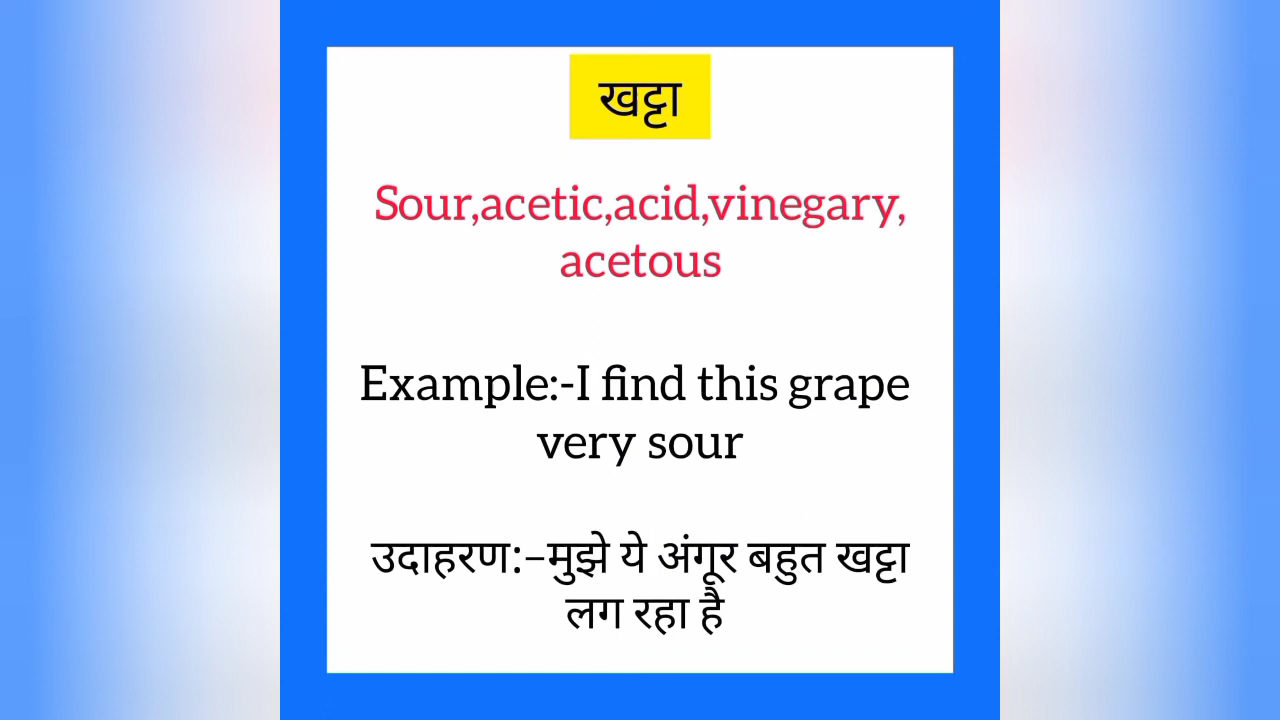 खट्टा
Sour,acetic,acid,vinegary,
acetous
Example:-I find this grape
very sour
उदाहरण:–मुझे ये अंगूर बहुत खट्टा
लग रहा है